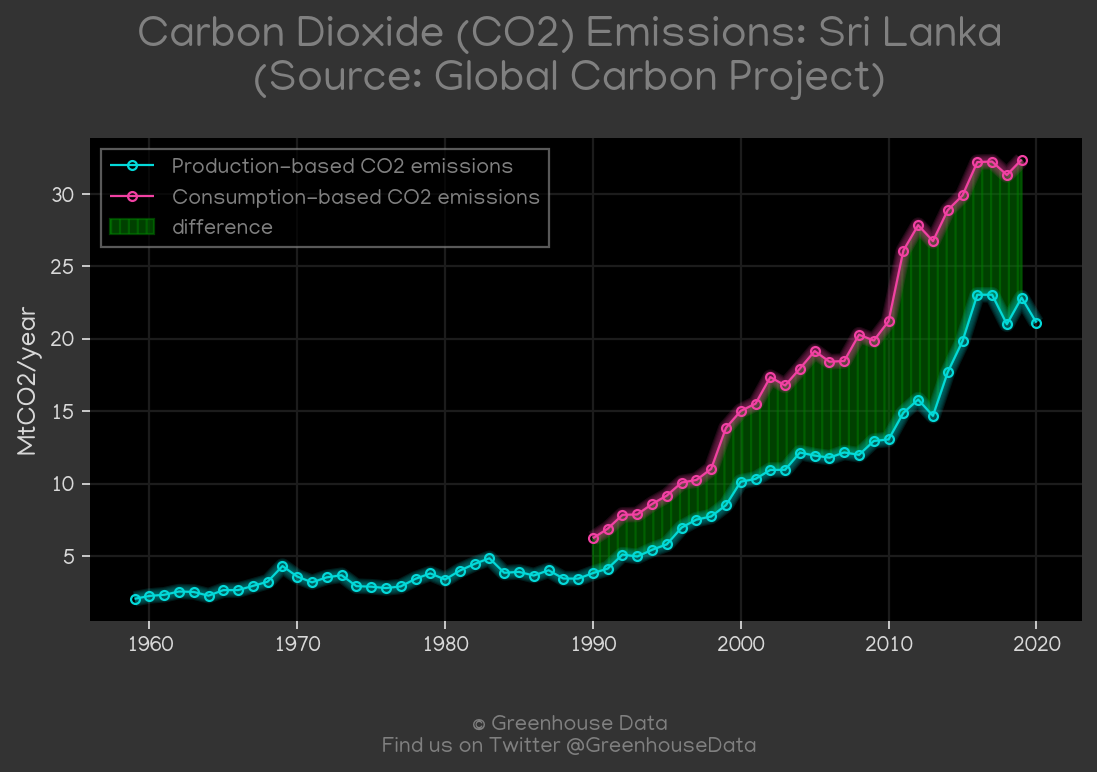 Carbon Dioxide (CO2) Emissions: Sri Lanka
(Source: Global Carbon Project)
Production-based CO2 emissions
Consumption-based CO2 emissions
difference
MtCO2/year
30
25
20
15
10
5
1960 1970 1980 1990 2000 2010 2020
© Greenhouse Data
Find us on Twitter @GreenhouseData